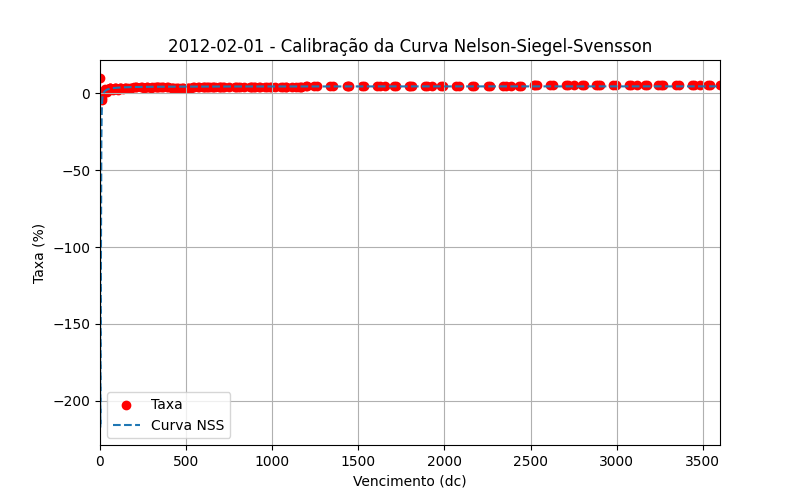 2012-02-01 - Calibração da Curva Nelson-Siegel-Svensson
0
−50
−100
−150
−200
Taxa (%)
Taxa
Curva NSS
0 500 1000 1500 2000 2500 3000 3500
Vencimento (dc)